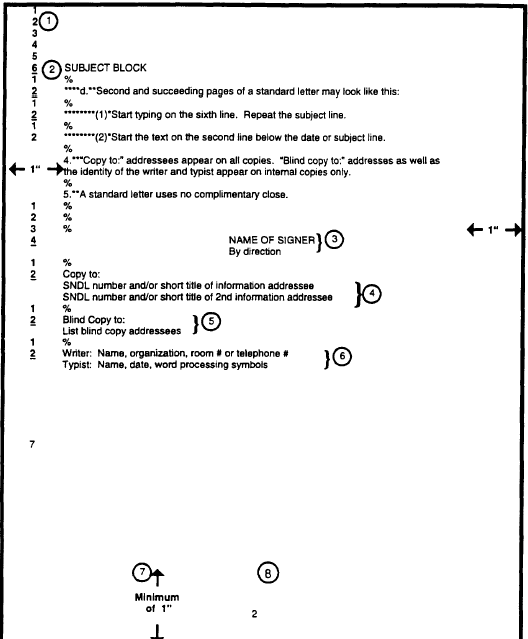 1
2 1
3
4
5
6 2 SUBJECT BLOCK
1 %
2 ****d.**Second and succeeding pages of a standard letter may look like this:
1 %
2 ********(1)*Start typing on the sixth line. Repeat the subject line.
1 %
2 ********(2)*Start the text on the second line below the date or subject line.
%
4.***Copy to:" addressees appear on all copies. "Blind copy to:" addresses as well as
1" the identity of the writer and typist appear on internal copies only.
%
5.**A standard letter uses no complimentary close.
1 %
2 %
3 % 1"
4 NAME OF SIGNER } 3
By direction
1 %
2 Copy to:
SNDL number and/or short title of information addressee
SNDL number and/or short title of 2nd information addressee } 4
1 %
2 Blind Copy to: } 5
List blind copy addressees
1 %
2 Writer: Name, organization, room # or telephone # } 6
Typist: Name, date, word processing symbols
7
7 8
Minimum
of 1"
2